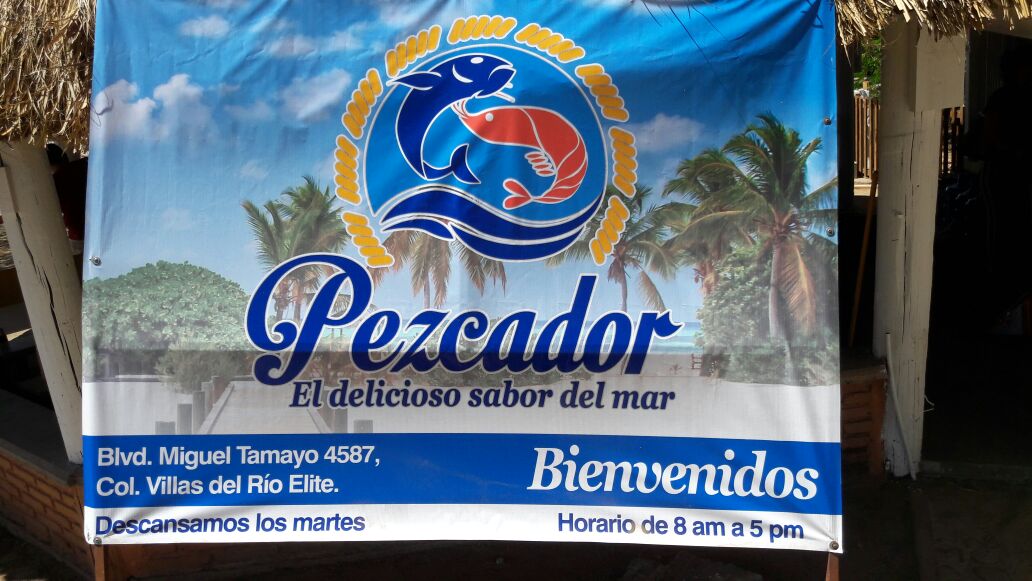 Pezcador
El delicioso sabor del mar
Blvd. Miguel Tamayo 4587,
Col. Villas del Río Elite.
Bienvenidos
Descansamos los martes
Horario de 8 am a 5 pm